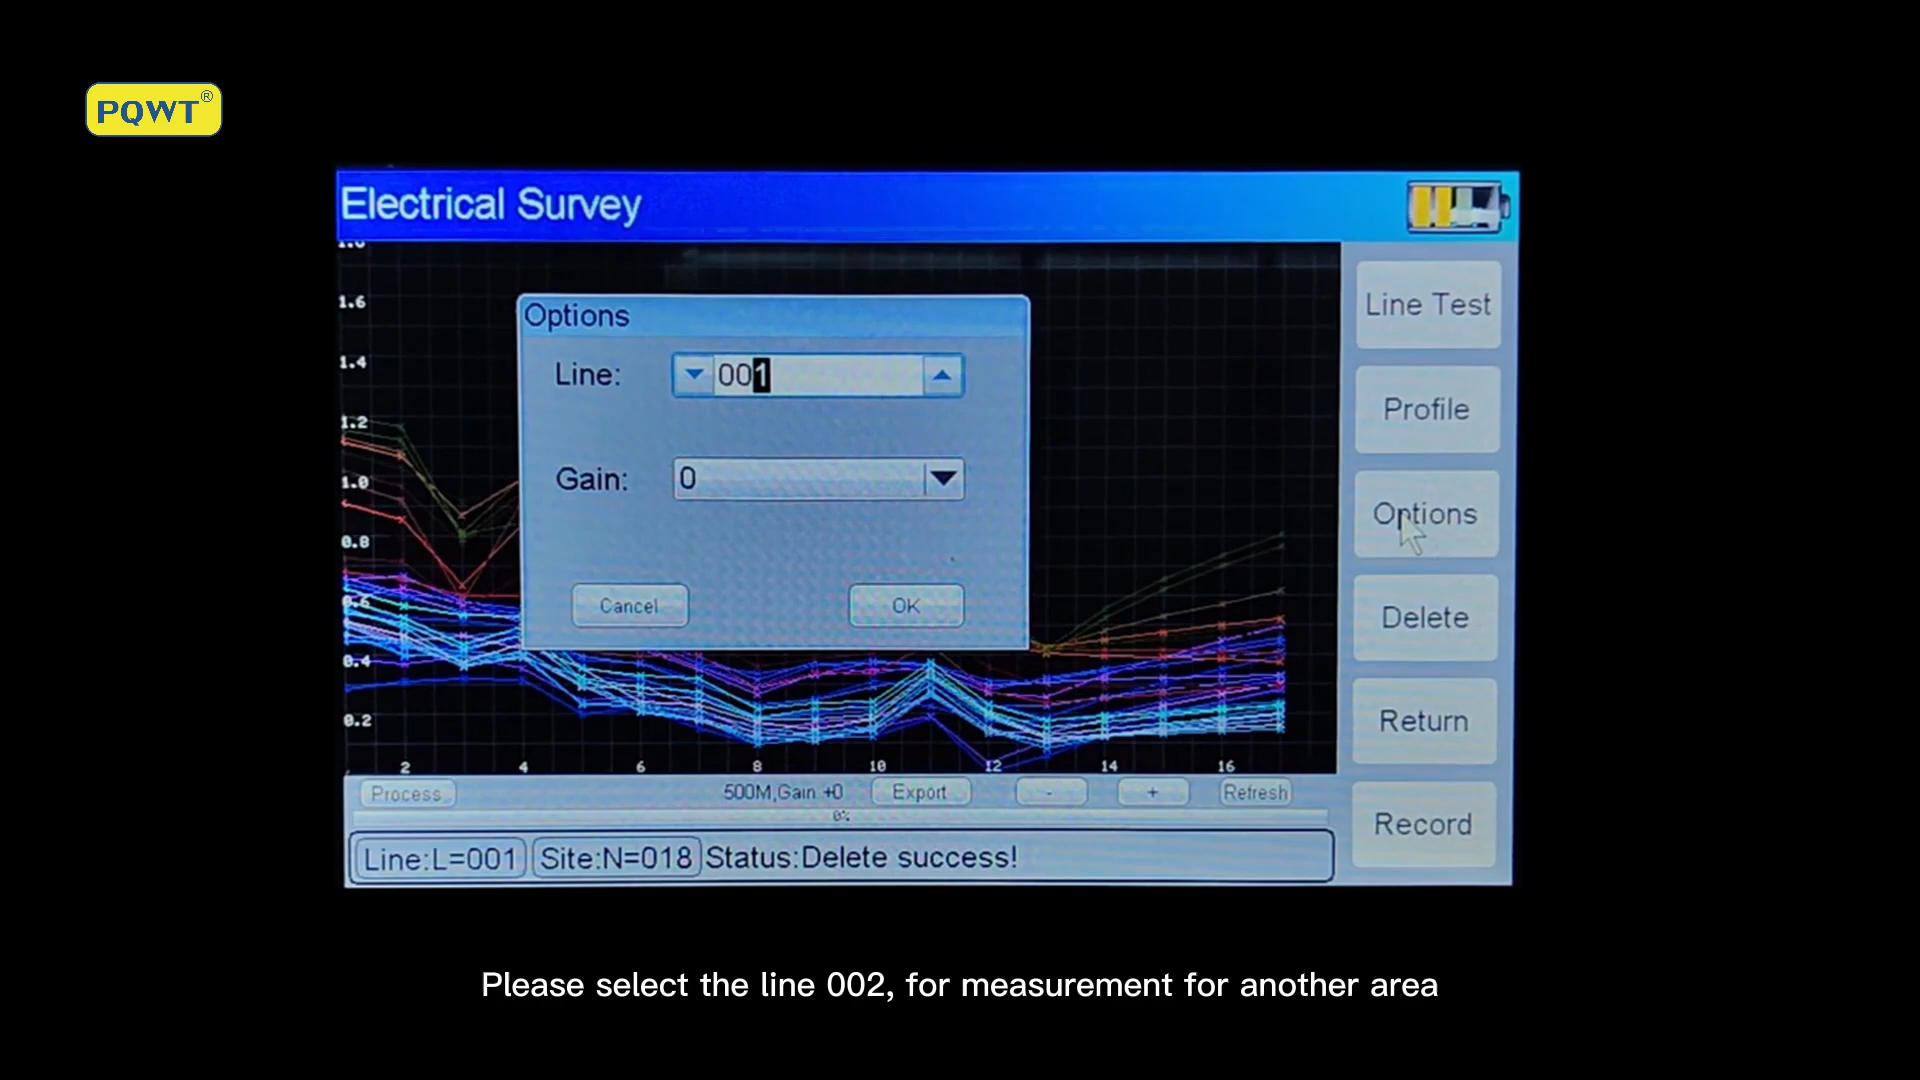 PQWT®
Electrical Survey
1.6
1.4
1.2
1.0
0.8
0.6
0.4
0.2
2 4 6 8 10 12 14 16
Options
Line: 001
Gain: 0
Cancel OK
Line Test
Profile
Options
Delete
Return
Record
Process 500M,Gain +0 Export - + Refresh
0%
Line:L=001 Site:N=018 Status:Delete success!
Please select the line 002, for measurement for another area